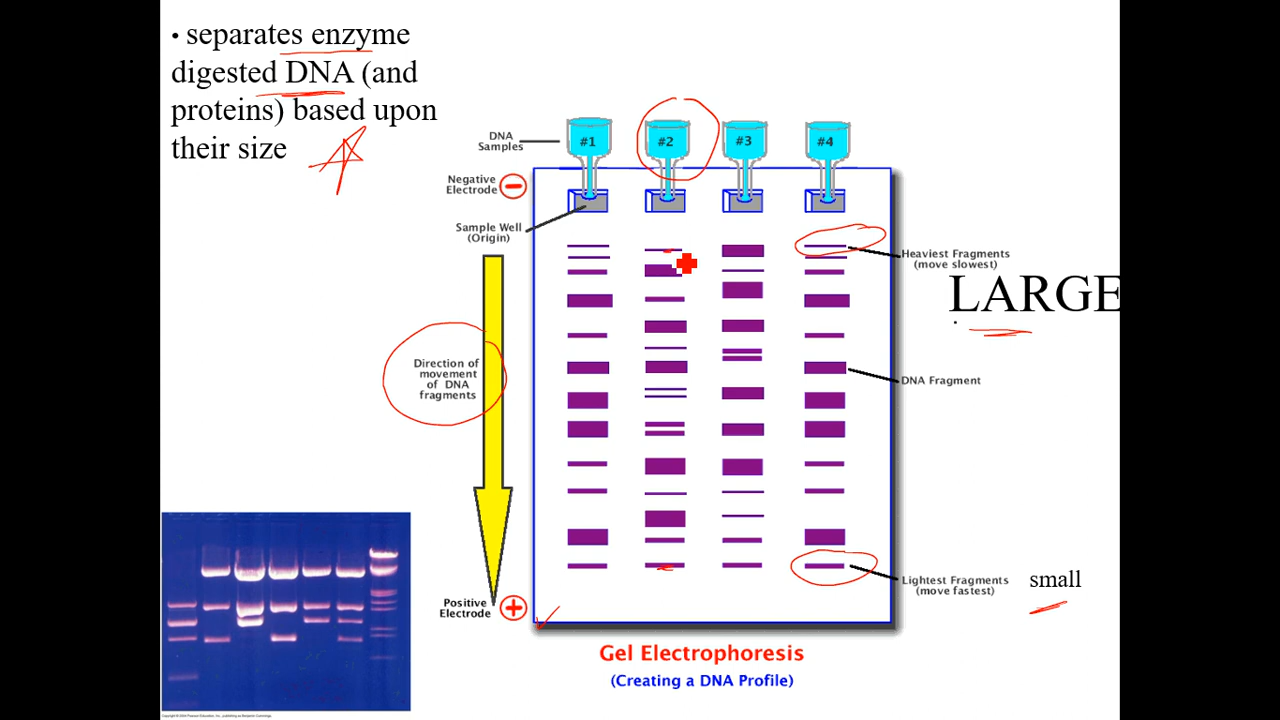 • separates enzyme
digested DNA (and
proteins) based upon
their size
DNA
Samples
#1
#2
#3
#4
Negative
Electrode
Sample Well
(Origin)
Heaviest Fragments
(move slowest)
LARGE
Direction of
movement
of DNA
fragments
DNA Fragment
Lightest Fragments
(move fastest)
small
Positive
Electrode
Gel Electrophoresis
(Creating a DNA Profile)